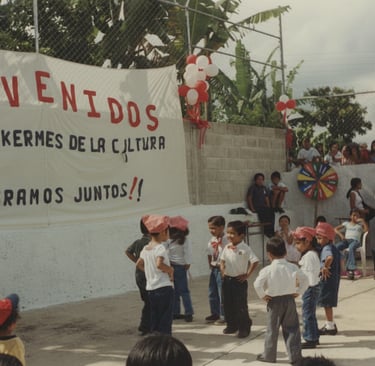 VENIDOS
KERMES DE LA CULTURA
RAMOS JUNTOS!!